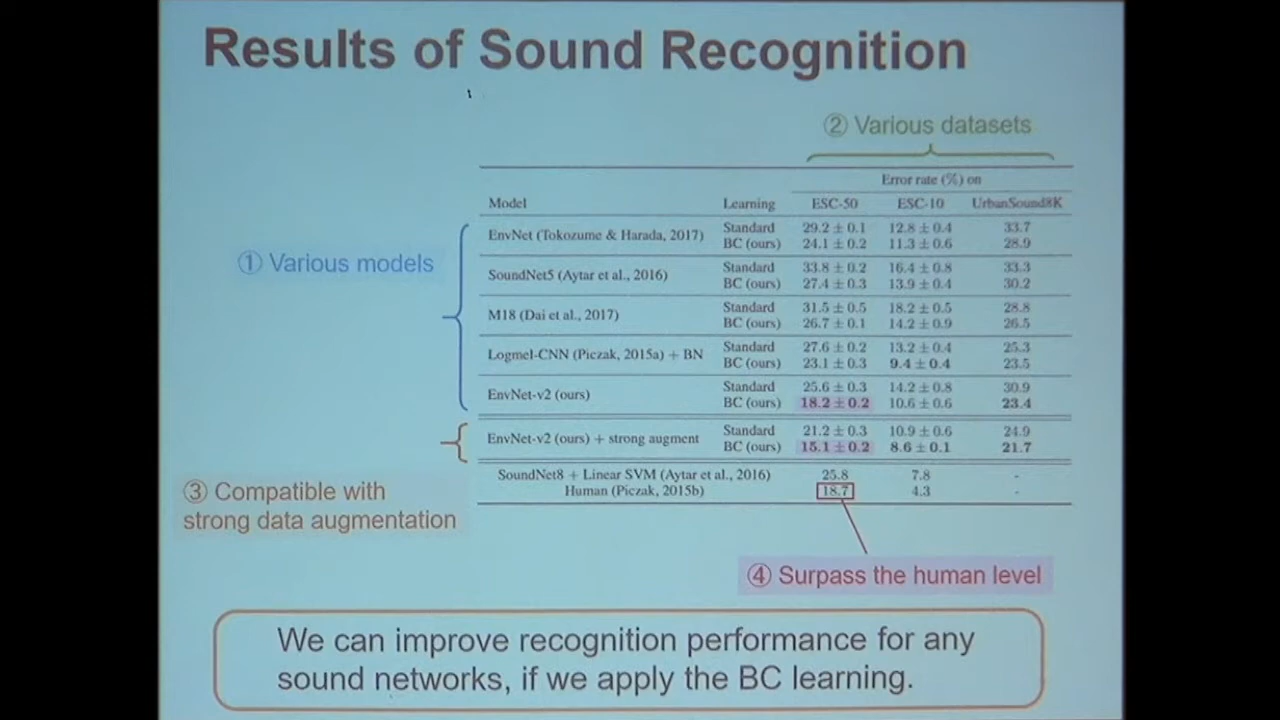 Results of Sound Recognition
② Various datasets
Error rate (%) on
Model Learning ESC-50 ESC-10 UrbanSound8K
① Various models
EnvNet (Tokozume & Harada, 2017) Standard 29.2 ± 0.1 12.8 ± 0.4 33.7
BC (ours) 24.1 ± 0.2 11.3 ± 0.6 28.9
SoundNet5 (Aytar et al., 2016) Standard 33.8 ± 0.2 16.4 ± 0.8 33.3
BC (ours) 27.4 ± 0.3 13.9 ± 0.4 30.2
M18 (Dai et al., 2017) Standard 31.5 ± 0.5 18.2 ± 0.5 28.8
BC (ours) 26.7 ± 0.1 14.2 ± 0.9 26.5
Logmel-CNN (Piczak, 2015a) + BN Standard 27.6 ± 0.2 13.2 ± 0.4 25.3
BC (ours) 23.1 ± 0.3 9.4 ± 0.4 23.5
EnvNet-v2 (ours) Standard 25.6 ± 0.3 14.2 ± 0.8 30.9
BC (ours) 18.2 ± 0.2 10.6 ± 0.6 23.4
EnvNet-v2 (ours) + strong augment Standard 21.2 ± 0.3 10.9 ± 0.6 24.9
BC (ours) 15.1 ± 0.2 8.6 ± 0.1 21.7
SoundNet8 + Linear SVM (Aytar et al., 2016) 25.8 7.8 -
Human (Piczak, 2015b) 18.7 4.3 -
③ Compatible with
strong data augmentation
④ Surpass the human level
We can improve recognition performance for any
sound networks, if we apply the BC learning.